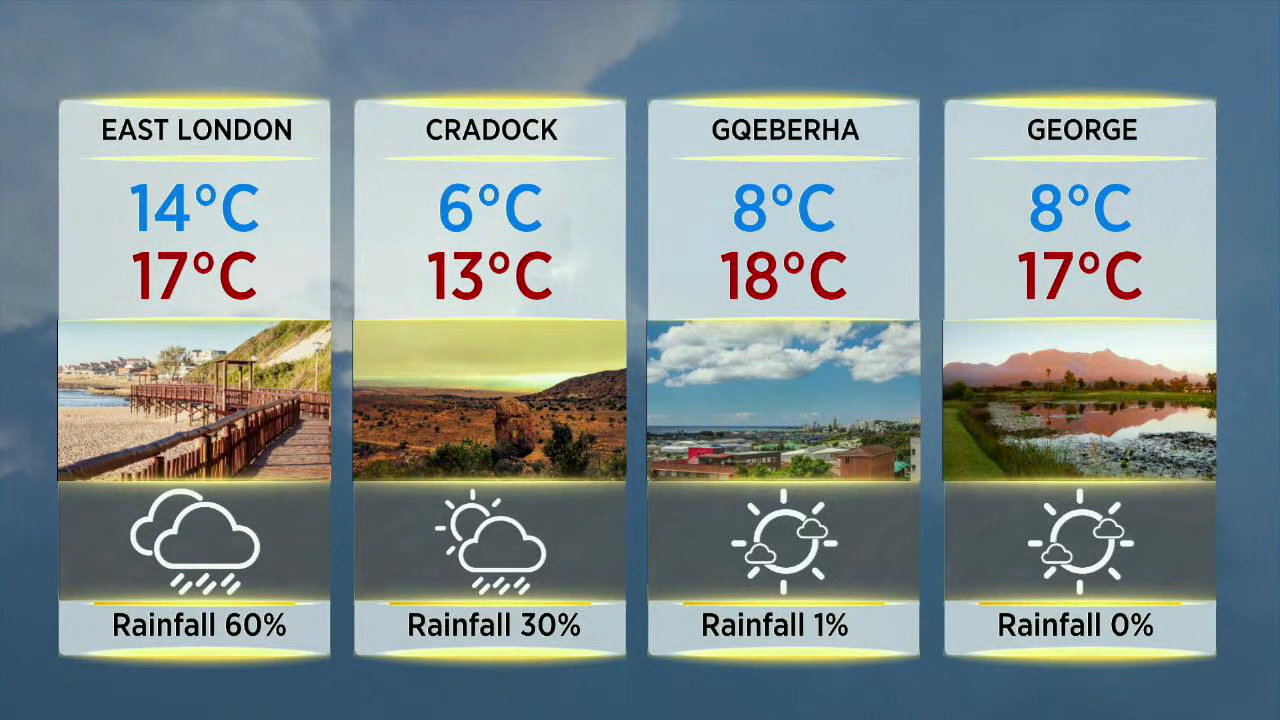 EAST LONDON
14°C
17°C
Rainfall 60%
CRADOCK
6°C
13°C
Rainfall 30%
GQEBERHA
8°C
18°C
Rainfall 1%
GEORGE
8°C
17°C
Rainfall 0%